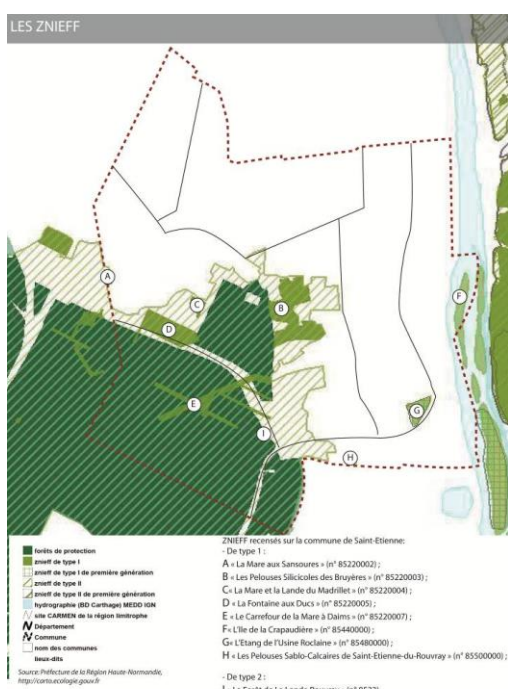 LES ZNIEFF
A
B
C
D
E
F
G
H
I
forêts de protection
znieff de type I
znieff de type I de première génération
znieff de type II
znieff de type II de première génération
hydrographie (BD Carthage) MEDD IGN
site CARMEN de la région limitrophe
Département
Commune
nom des communes
lieux-dits
Source: Préfecture de la Région Haute-Normandie,
http://carto.ecologie.gouv.fr
ZNIEFF recensés sur la commune de Saint-Etienne:
- De type 1 :
A « La Mare aux Sansoures » (n° 85220002) ;
B « Les Pelouses Silicicoles des Bruyères » (n° 85220003) ;
C « La Mare et la Lande du Madrillet » (n° 85220004) ;
D « La Fontaine aux Ducs » (n° 85220005) ;
E « Le Carrefour de la Mare à Daims » (n° 85220007) ;
F « L'Ile de la Crapaudière » (n° 85440000) ;
G « L'Etang de l'Usine Roclaine » (n° 85480000) ;
H « Les Pelouses Sablo-Calcaires de Saint-Etienne-du-Rouvray » (n° 85500000) ;
- De type 2 :